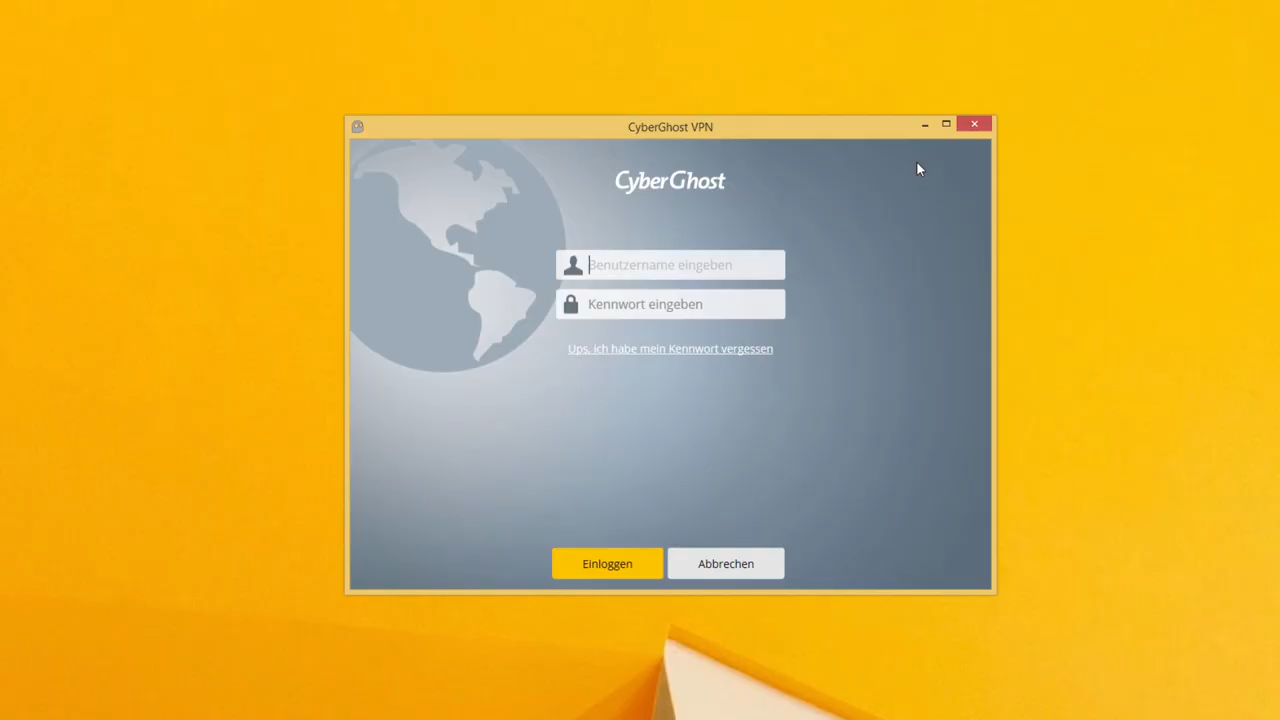 CyberGhost VPN
CyberGhost
Benutzername eingeben
Kennwort eingeben
Ups, ich habe mein Kennwort vergessen
Einloggen
Abbrechen